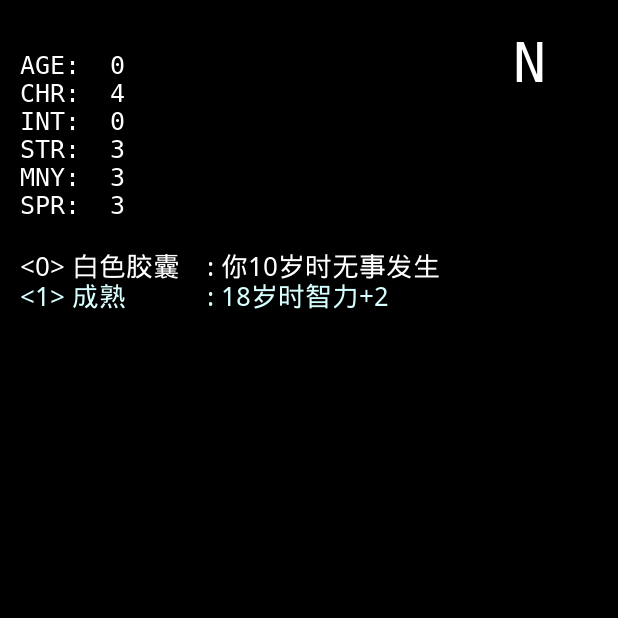 N
AGE: 0
CHR: 4
INT: 0
STR: 3
MNY: 3
SPR: 3
<0> 白色胶囊 : 你10岁时无事发生
<1> 成熟 : 18岁时智力+2